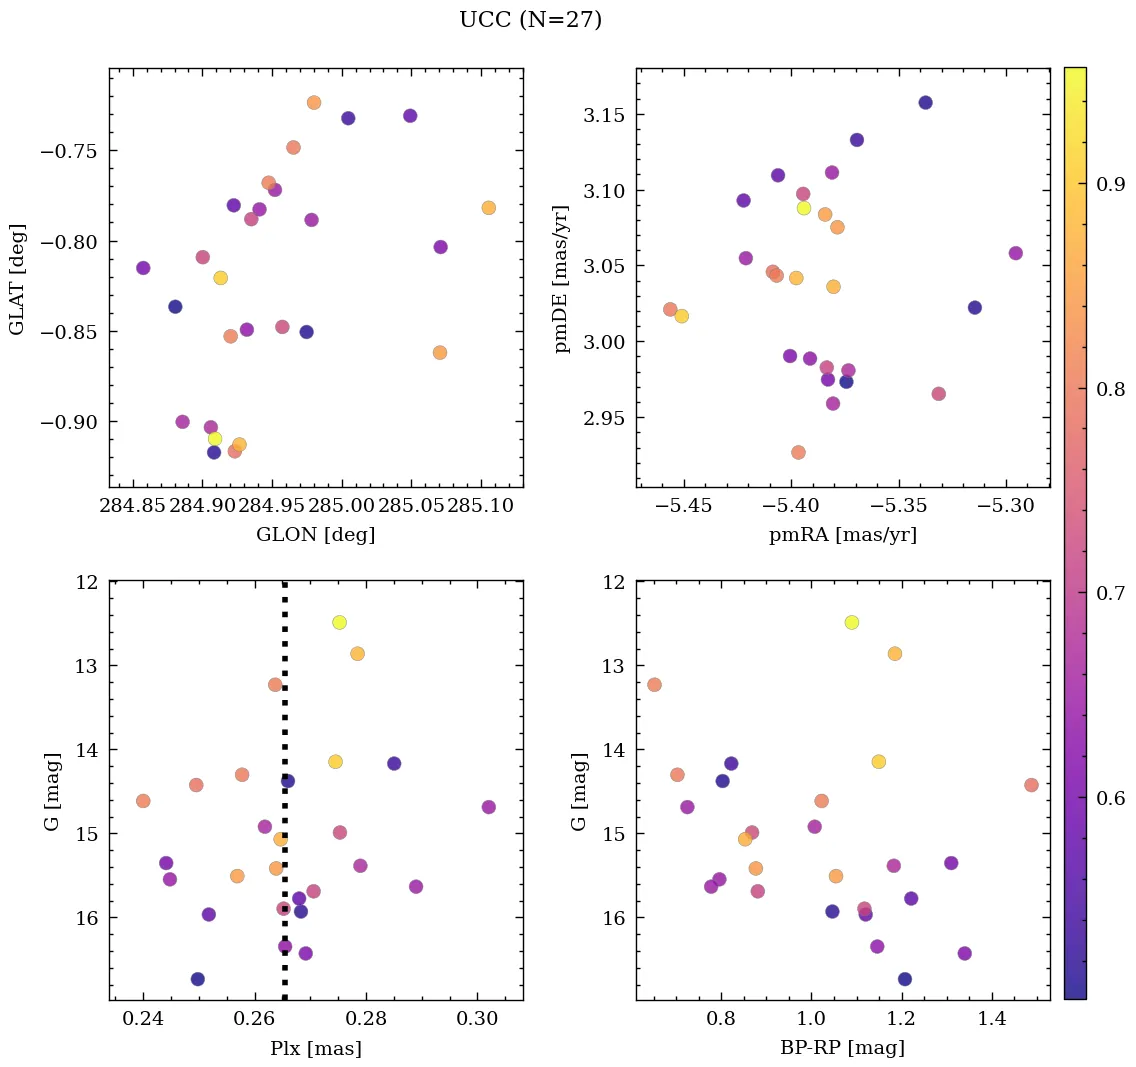 UCC (N=27)
−0.75
−0.80
−0.85
−0.90
GLAT [deg]
284.85 284.90 284.95 285.00 285.05 285.10
GLON [deg]
3.15
3.10
3.05
3.00
2.95
pmDE [mas/yr]
−5.45 −5.40 −5.35 −5.30
pmRA [mas/yr]
0.9
0.8
0.7
0.6
12
13
14
15
16
G [mag]
0.24 0.26 0.28 0.30
Plx [mas]
12
13
14
15
16
G [mag]
0.8 1.0 1.2 1.4
BP-RP [mag]